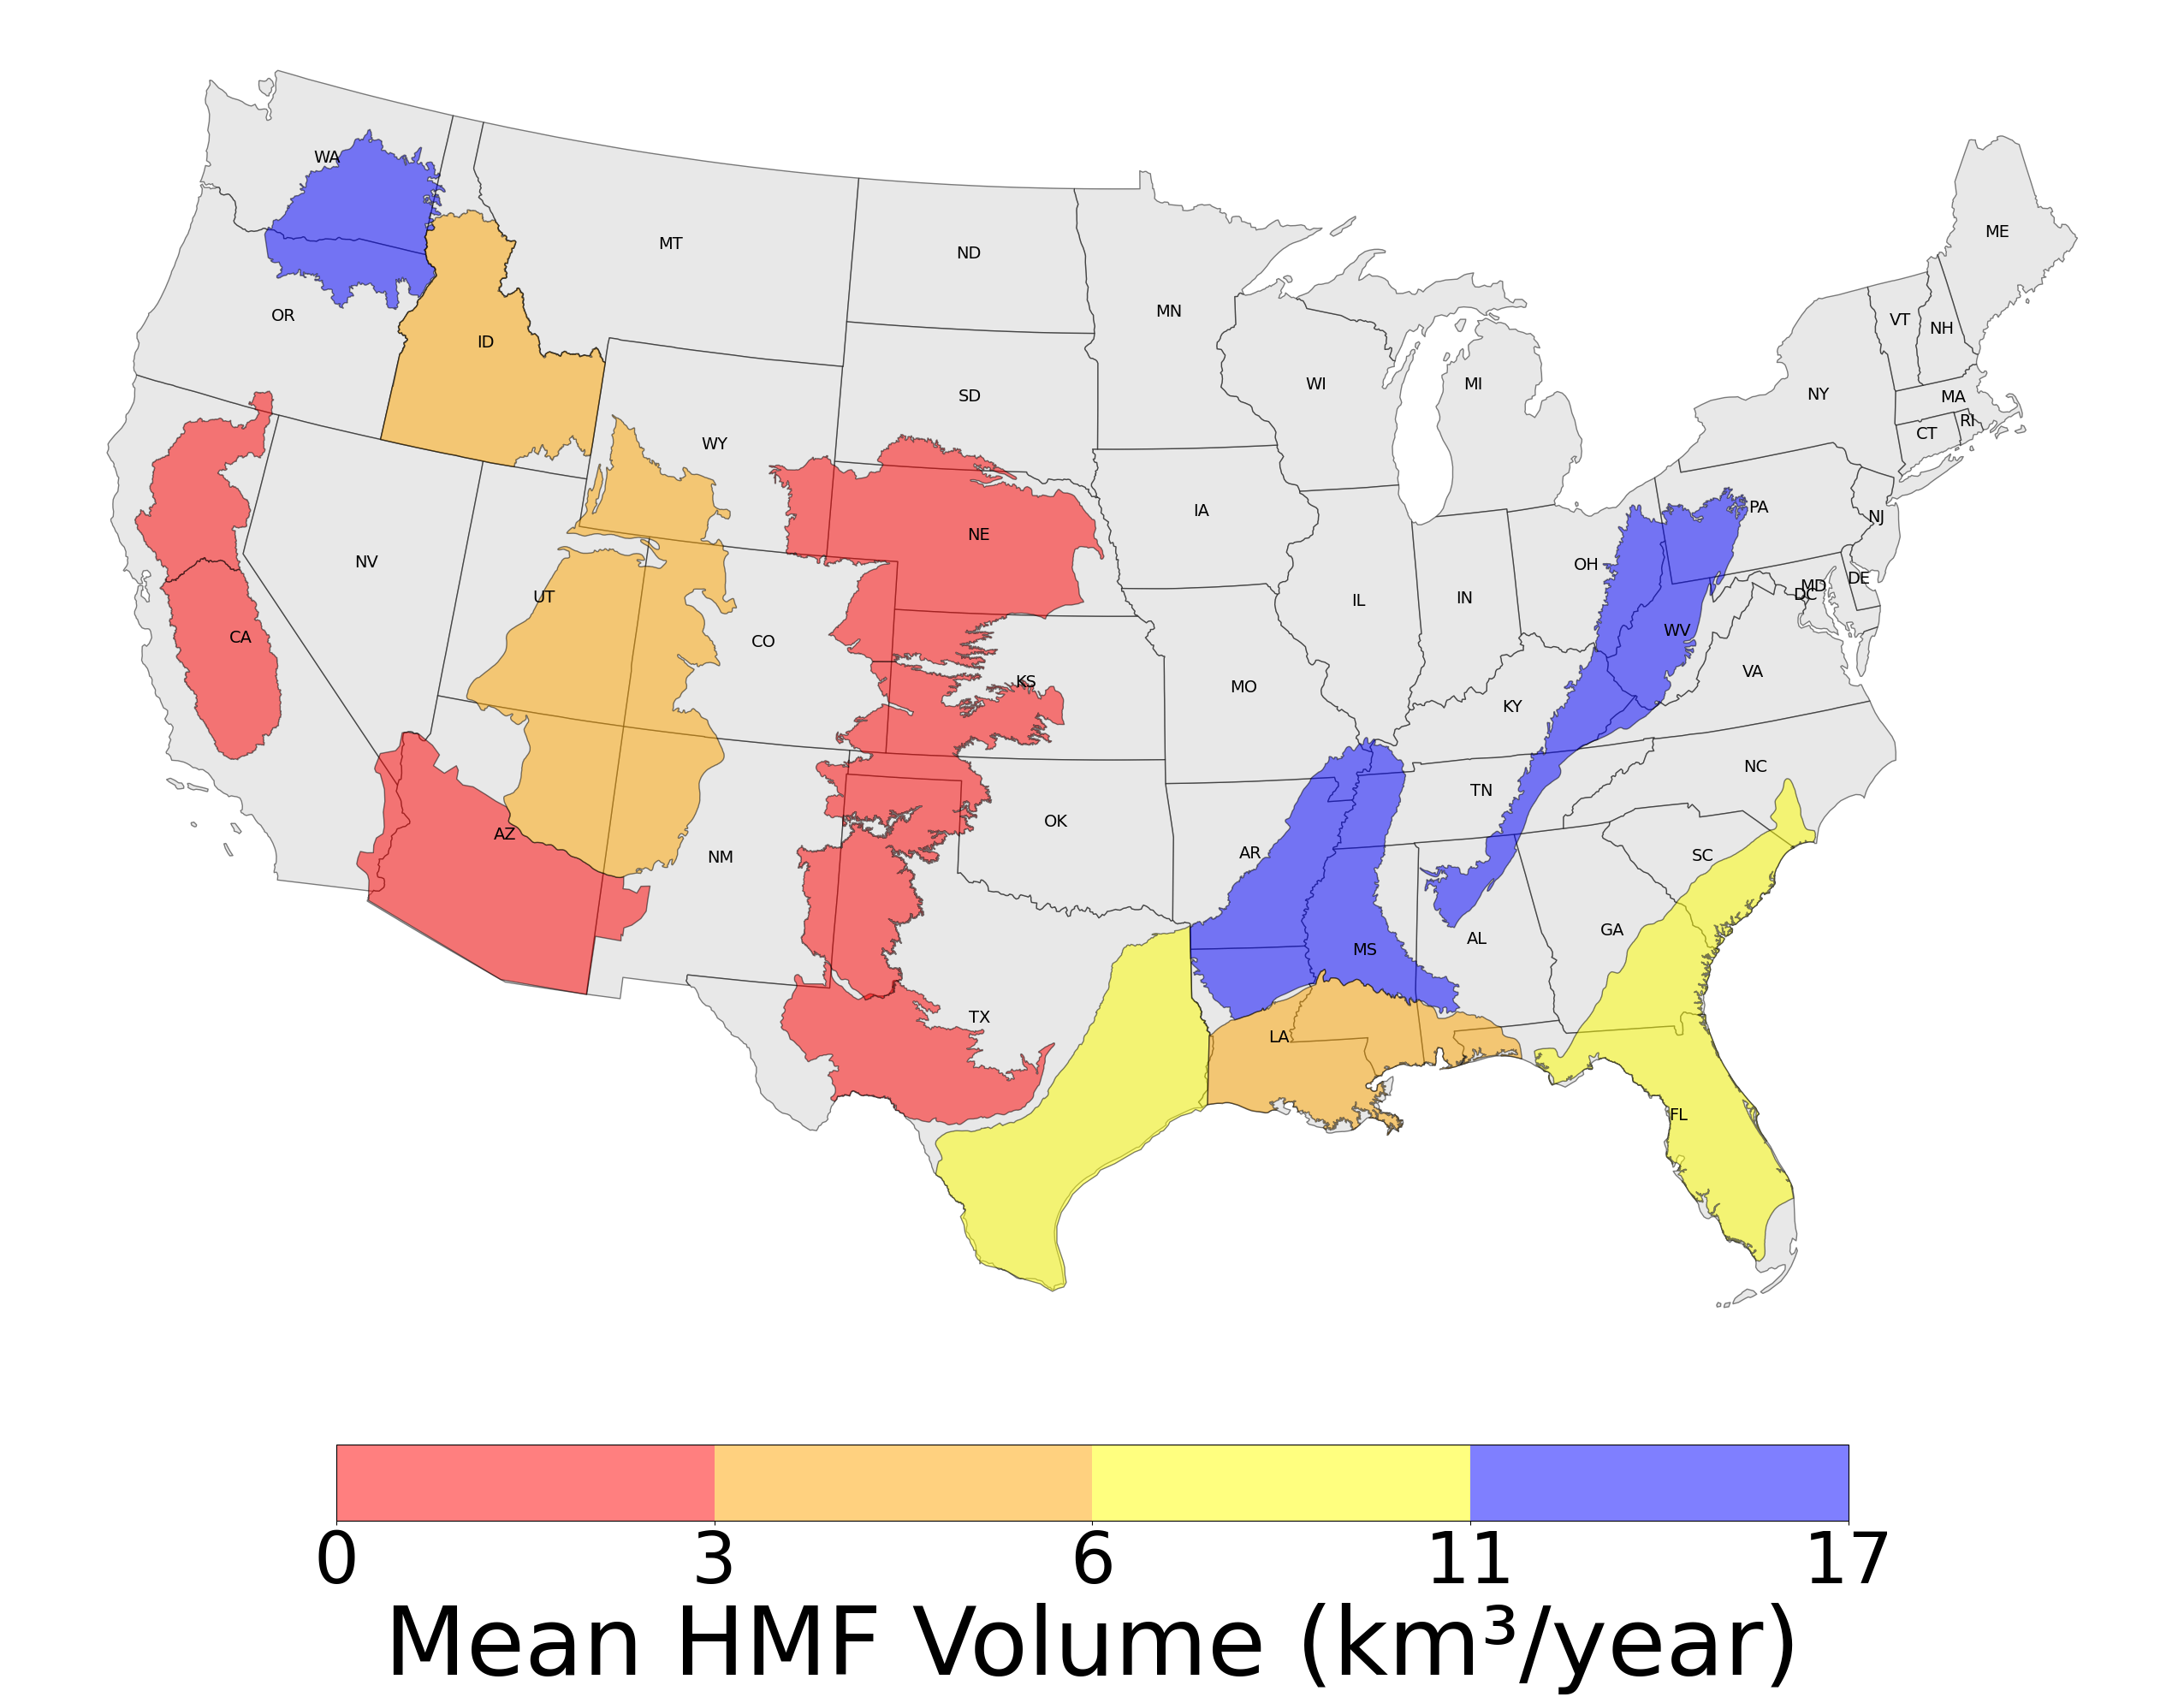 WA
MT
ND
ME
MN
OR
ID
VT
NH
WI
MI
SD
NY
MA
RI
CT
WY
IA
PA
NJ
NE
NV
OH
DE
MD
DC
UT
IL
IN
WV
CA
CO
VA
KS
MO
KY
NC
TN
OK
AZ
AR
SC
NM
GA
AL
MS
TX
LA
FL
0 3 6 11 17
Mean HMF Volume (km³/year)